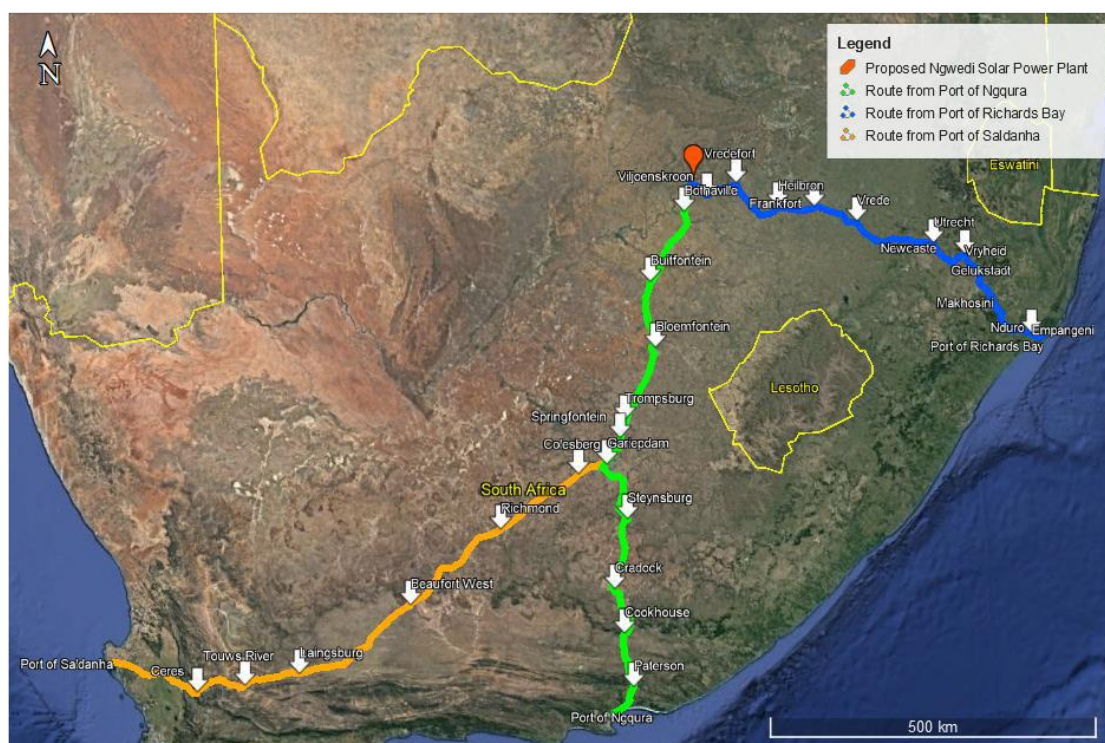 N
Legend
Proposed Ngwedi Solar Power Plant
Route from Port of Ngqura
Route from Port of Richards Bay
Route from Port of Saldanha
Eswatini
Vredefort
Viljoenskroon
Bothaville
Heilbron
Frankfort
Vrede
Utrecht
Newcaste
Vryheid
Gelukstadt
Bultfontein
Makhosini
Nduro
Empangeni
Port of Richards Bay
Bloemfontein
Lesotho
Trompsburg
Springfontein
Colesberg
Gariepdam
South Africa
Steynsburg
Richmond
Cradock
Beaufort West
Cookhouse
Port of Saldanha
Ceres
Touws River
Laingsburg
Paterson
Port of Ngqura
500 km